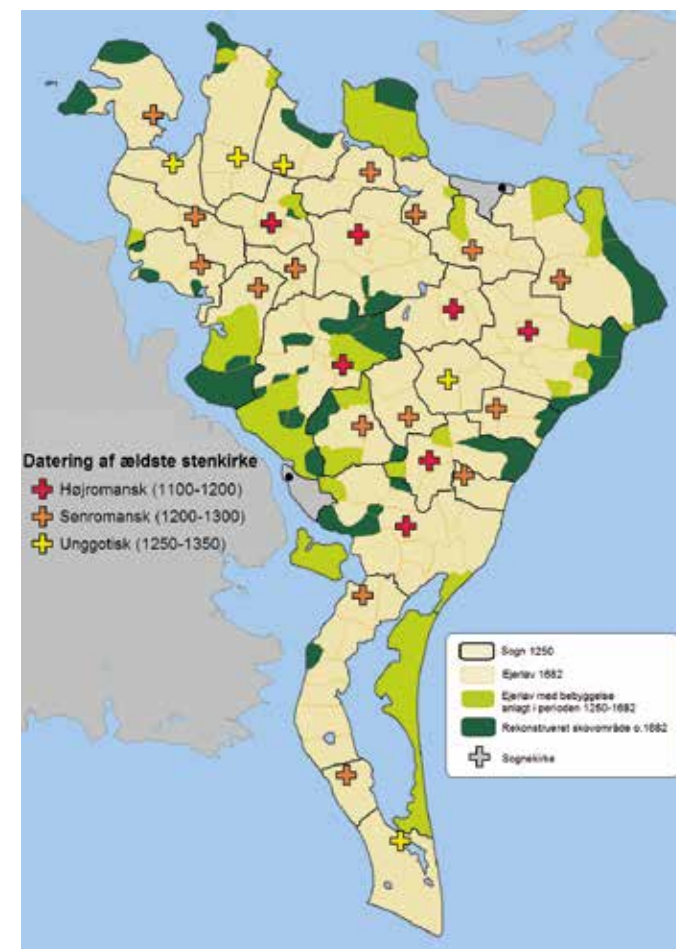 Datering af ældste stenkirke
Højromansk (1100-1200)
Senromansk (1200-1300)
Unggotisk (1250-1350)
Sogn 1250
Ejerlav 1682
Ejerlav med bebyggelse
anlagt i perioden 1250-1682
Rekonstrueret skovområde o.1682
Sognekirke